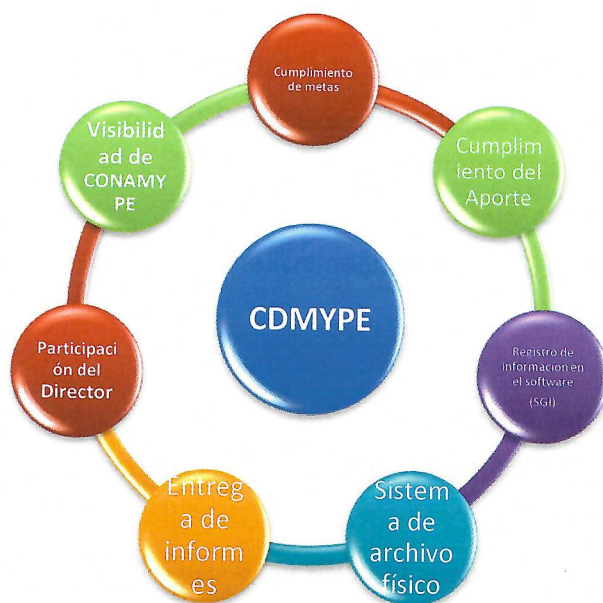 Cumplimiento
de metas
Cumplim
iento del
Aporte
Registro de
información en
el software
(SGI)
Sistem
a de
archivo
físico
Entreg
a de
inform
es
Participaci
ón del
Director
Visibilid
ad de
CONAMY
PE
CDMYPE